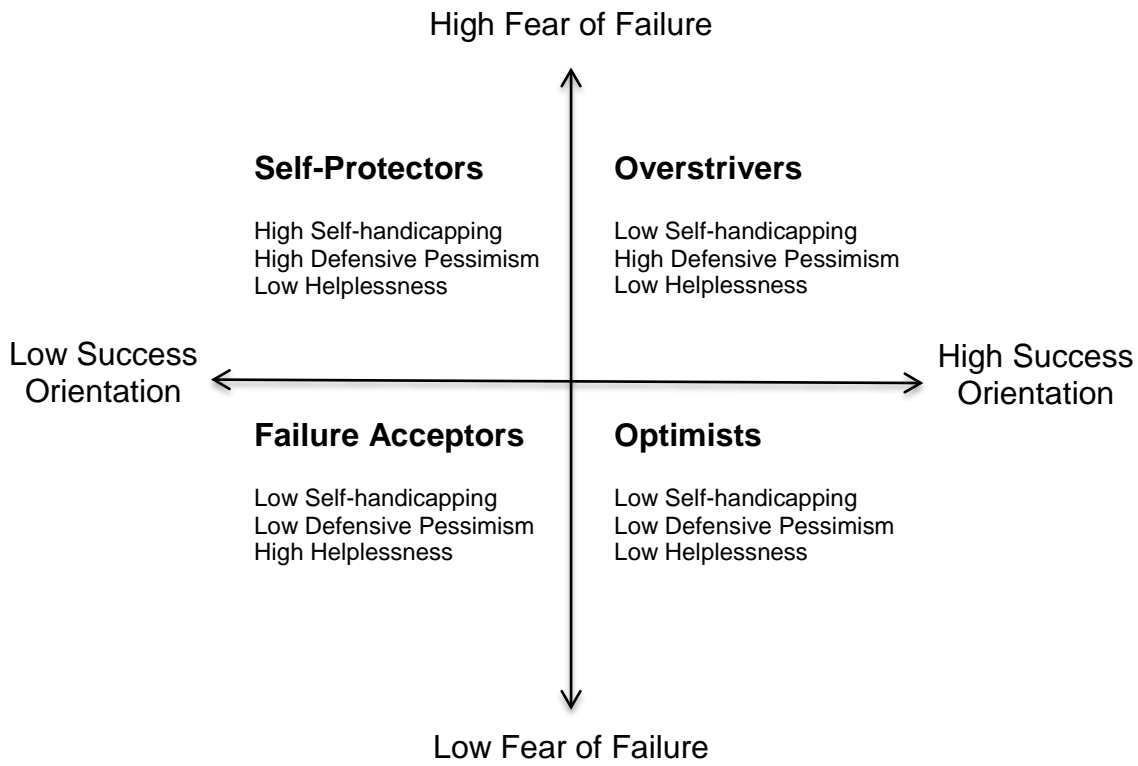 High Fear of Failure
Self-Protectors
High Self-handicapping
High Defensive Pessimism
Low Helplessness
Overstrivers
Low Self-handicapping
High Defensive Pessimism
Low Helplessness
Low Success
Orientation
High Success
Orientation
Failure Acceptors
Low Self-handicapping
Low Defensive Pessimism
High Helplessness
Optimists
Low Self-handicapping
Low Defensive Pessimism
Low Helplessness
Low Fear of Failure